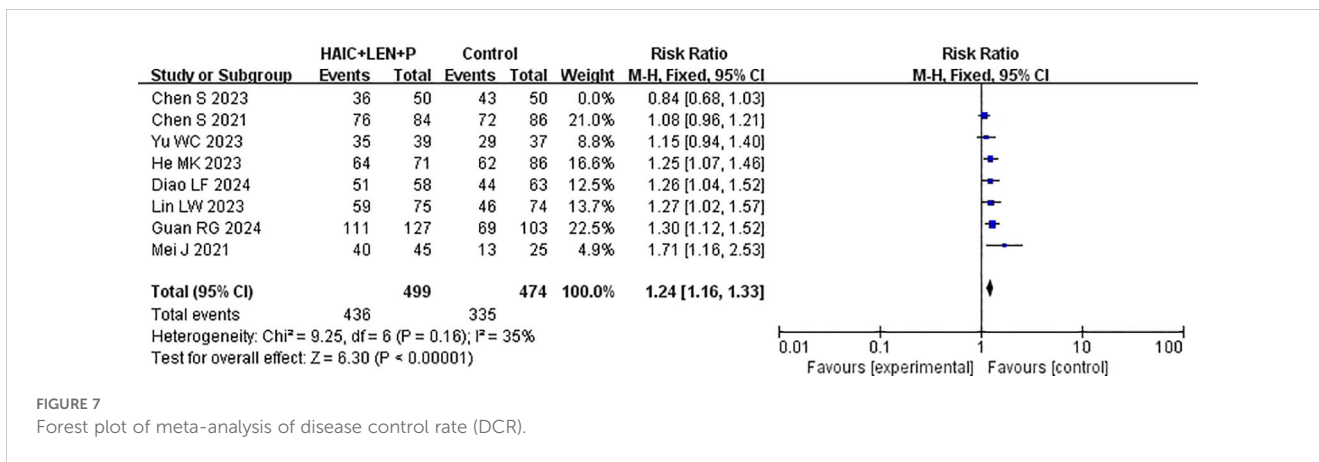 HAIC+LEN+P Control Risk Ratio Risk Ratio
Study or Subgroup Events Total Events Total Weight M-H, Fixed, 95% CI M-H, Fixed, 95% CI
Chen S 2023 36 50 43 50 0.0% 0.84 [0.68, 1.03]
Chen S 2021 76 84 72 86 21.0% 1.08 [0.96, 1.21]
Yu WC 2023 35 39 29 37 8.8% 1.15 [0.94, 1.40]
He MK 2023 64 71 62 86 16.6% 1.25 [1.07, 1.46]
Diao LF 2024 51 58 44 63 12.5% 1.26 [1.04, 1.52]
Lin LW 2023 59 75 46 74 13.7% 1.27 [1.02, 1.57]
Guan RG 2024 111 127 69 103 22.5% 1.30 [1.12, 1.52]
Mei J 2021 40 45 13 25 4.9% 1.71 [1.16, 2.53]
Total (95% CI) 499 474 100.0% 1.24 [1.16, 1.33]
Total events 436 335
Heterogeneity: Chi² = 9.25, df = 6 (P = 0.16); I² = 35%
Test for overall effect: Z = 6.30 (P < 0.00001)
0.01 0.1 1 10 100
Favours [experimental] Favours [control]
FIGURE 7
Forest plot of meta-analysis of disease control rate (DCR).